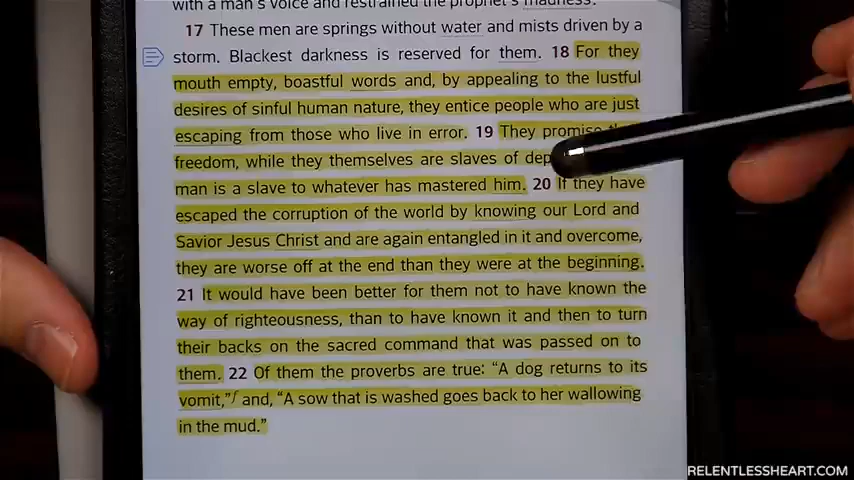 with a man's voice and restrained the prophet's madness.
17 These men are springs without water and mists driven by a
storm. Blackest darkness is reserved for them. 18 For they
mouth empty, boastful words and, by appealing to the lustful
desires of sinful human nature, they entice people who are just
escaping from those who live in error. 19 They promise
freedom, while they themselves are slaves of
man is a slave to whatever has mastered him. 20 If they have
escaped the corruption of the world by knowing our Lord and
Savior Jesus Christ and are again entangled in it and overcome,
they are worse off at the end than they were at the beginning.
21 It would have been better for them not to have known the
way of righteousness, than to have known it and then to turn
their backs on the sacred command that was passed on to
them. 22 Of them the proverbs are true: “A dog returns to its
vomit,”f and, “A sow that is washed goes back to her wallowing
in the mud.”
RELENTLESSHEART.COM